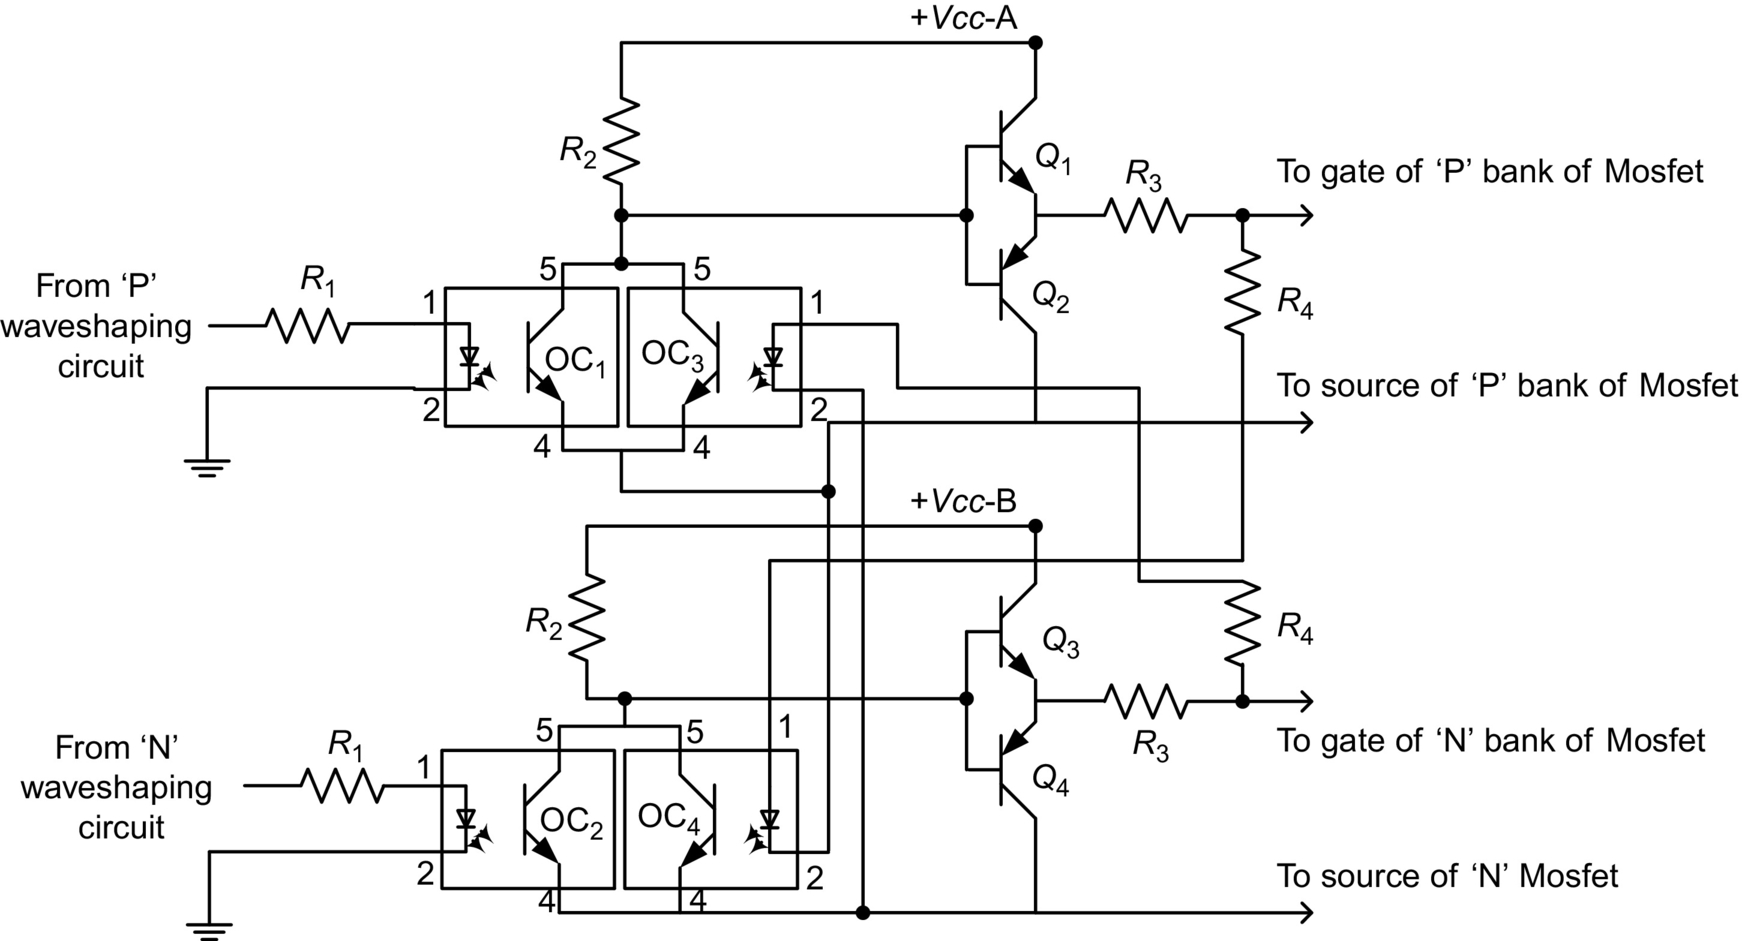 +Vcc-A
R2
Q1
R3
To gate of ‘P’ bank of Mosfet
From ‘P’
waveshaping
circuit
R1
5
5
1
1
OC1
OC3
Q2
R4
2
2
To source of ‘P’ bank of Mosfet
4
4
+Vcc-B
R2
Q3
R4
From ‘N’
waveshaping
circuit
R1
5
5
1
1
OC2
OC4
R3
To gate of ‘N’ bank of Mosfet
Q4
2
2
4
4
To source of ‘N’ Mosfet